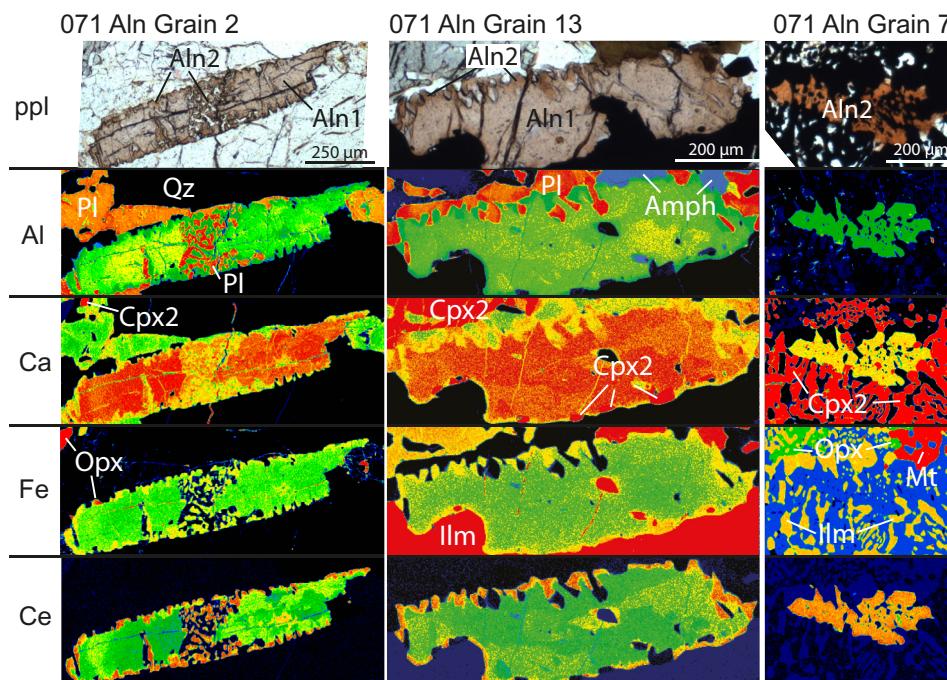 071 Aln Grain 2
071 Aln Grain 13
071 Aln Grain 7
ppl
Aln2
Aln1
250 µm
Aln2
Aln1
200 µm
Aln2
200 µm
Al
Pl
Qz
Pl
Pl
Amph
Ca
Cpx2
Cpx2
Cpx2
Cpx2
Fe
Opx
Ilm
Opx
Mt
Ilm
Ce